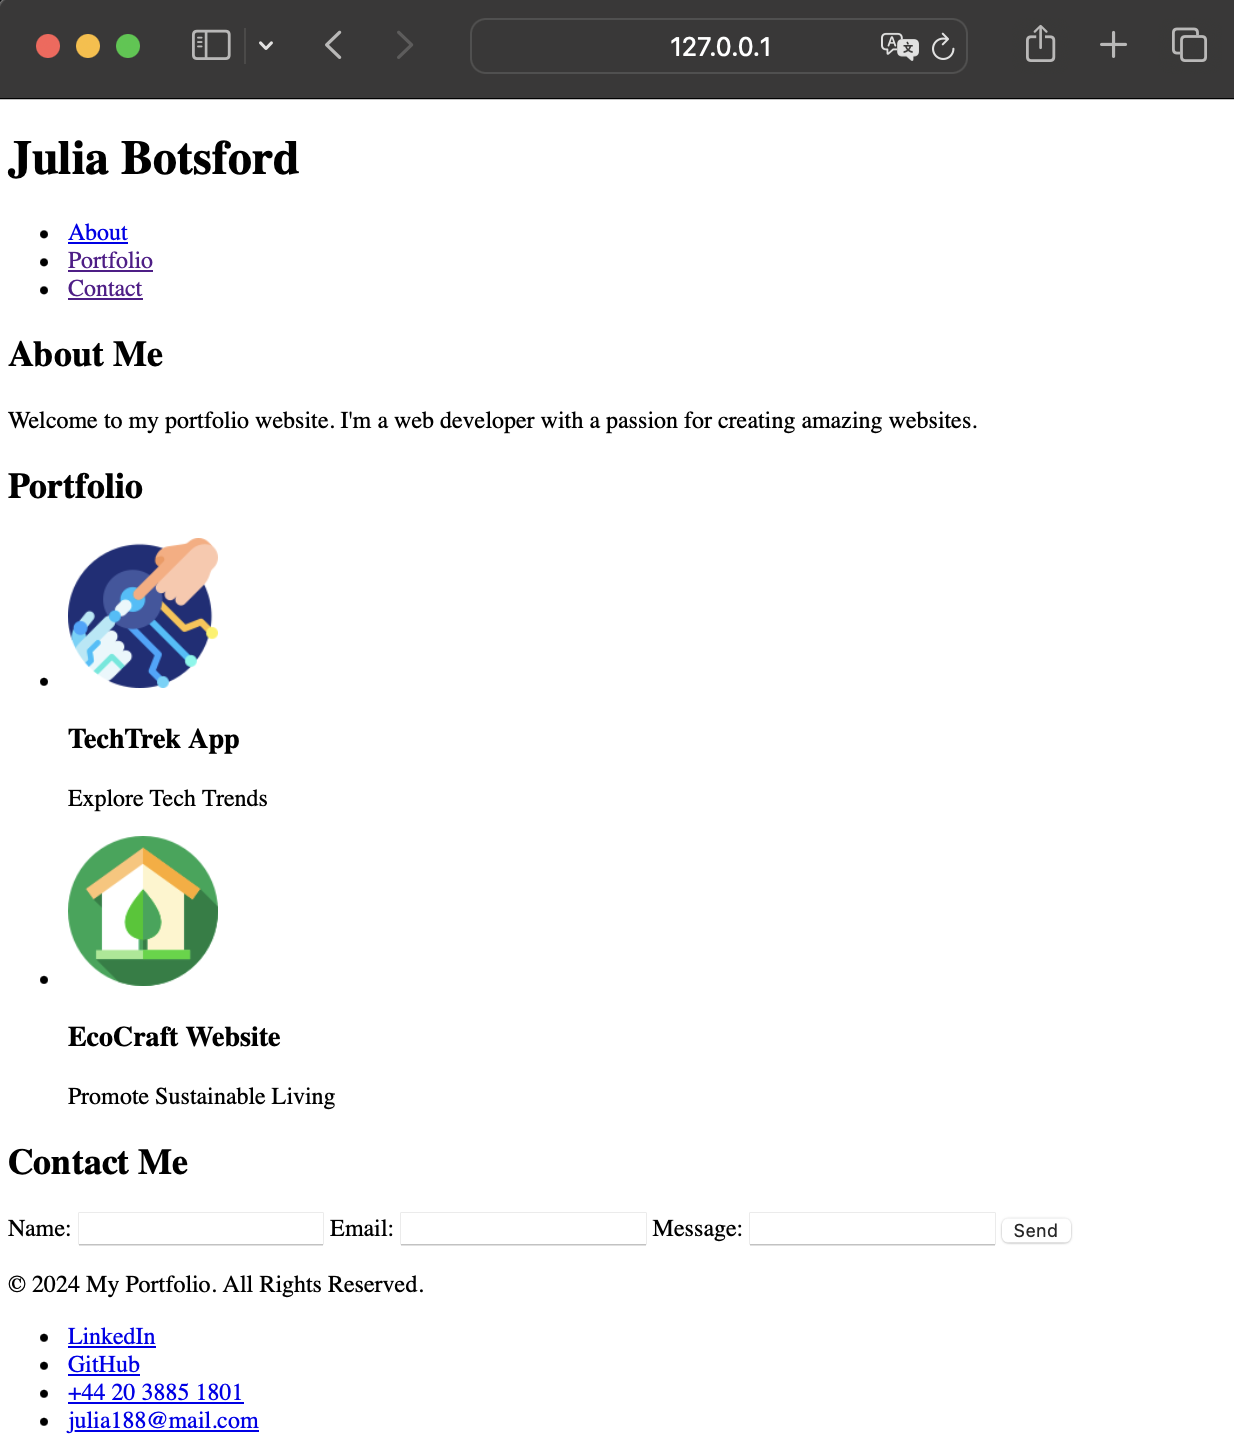 127.0.0.1
Julia Botsford
About
Portfolio
Contact
About Me
Welcome to my portfolio website. I'm a web developer with a passion for creating amazing websites.
Portfolio
TechTrek App
Explore Tech Trends
EcoCraft Website
Promote Sustainable Living
Contact Me
Name: Email: Message: Send
© 2024 My Portfolio. All Rights Reserved.
LinkedIn
GitHub
+44 20 3885 1801
julia188@mail.com